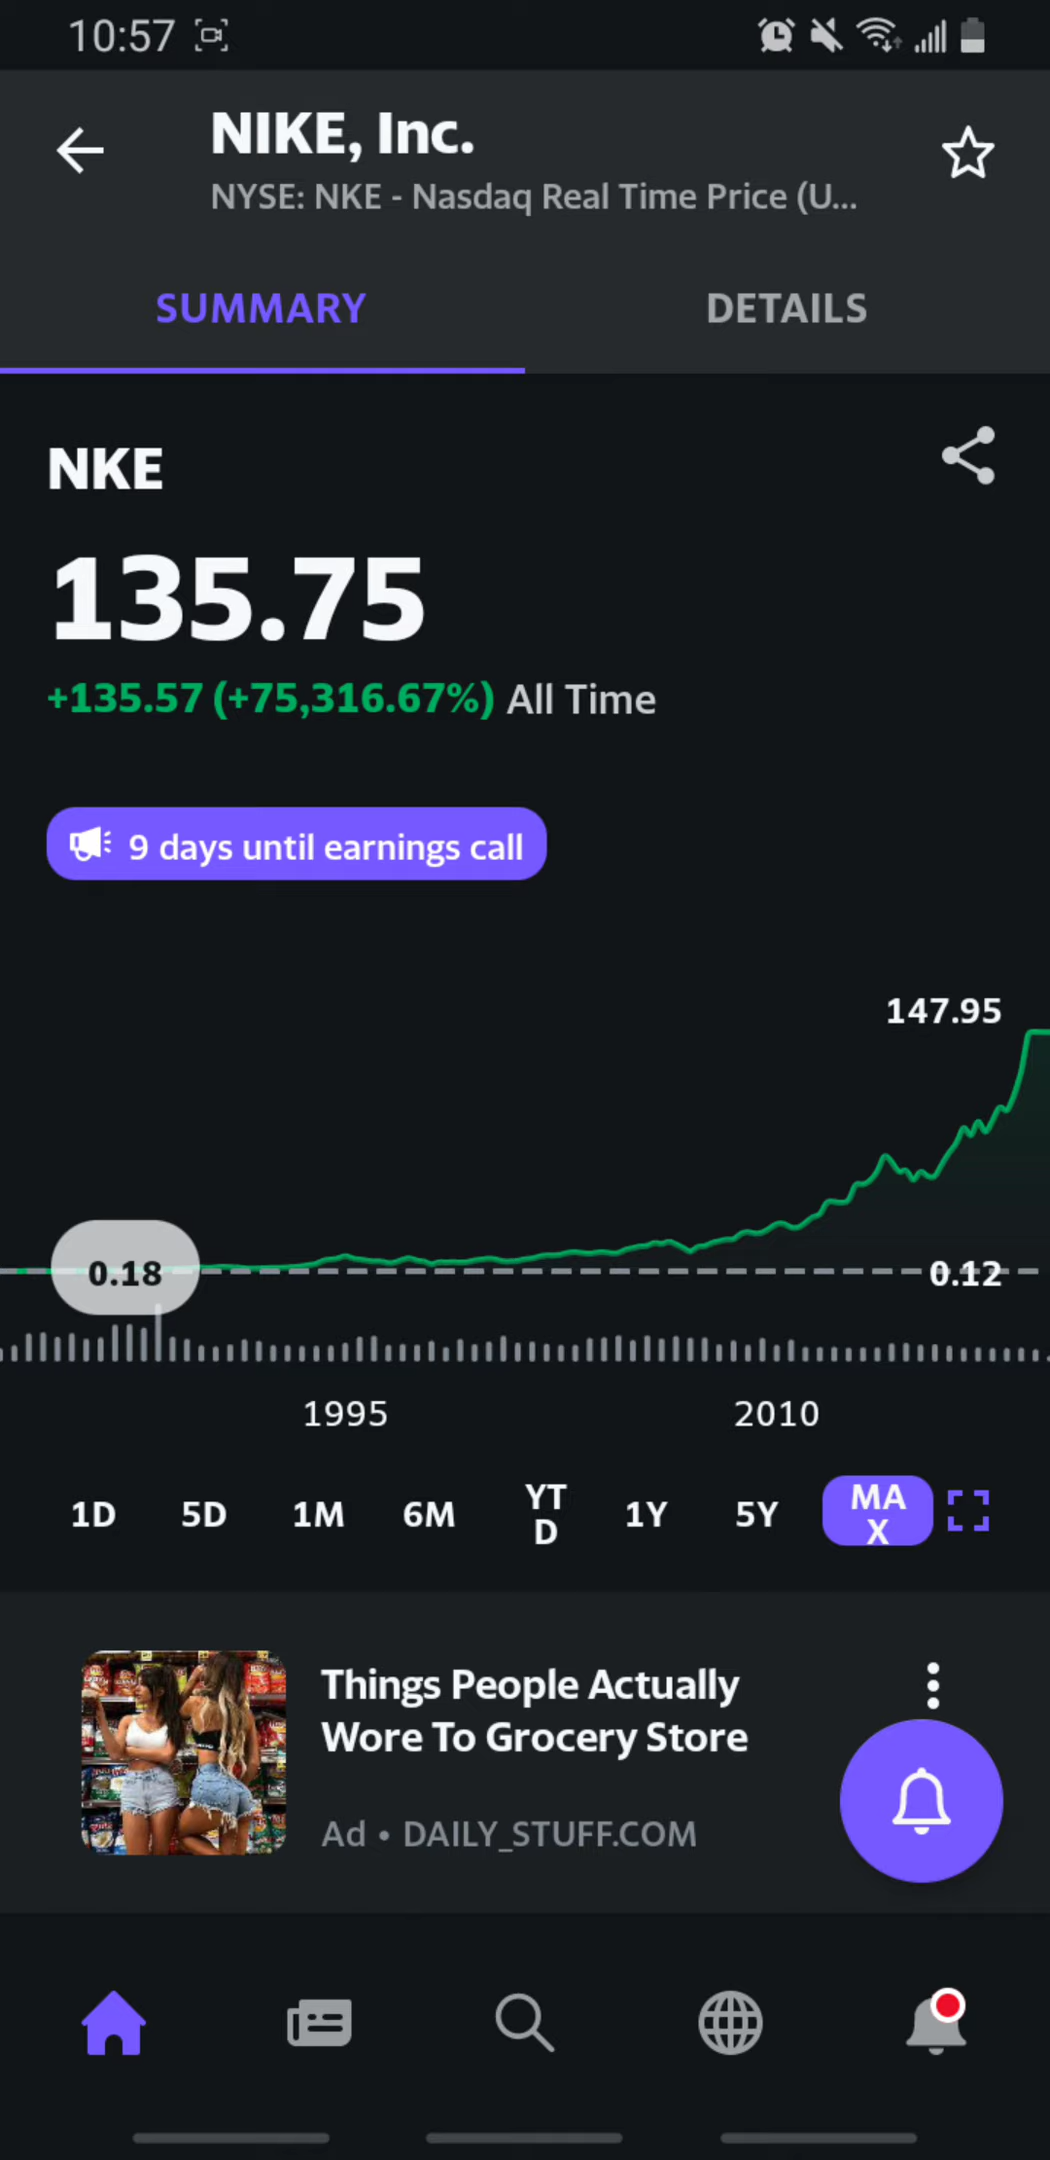 10:57
NIKE, Inc.
NYSE: NKE - Nasdaq Real Time Price (U...
SUMMARY
DETAILS
NKE
135.75
+135.57 (+75,316.67%) All Time
9 days until earnings call
147.95
0.18
0.12
1995
2010
1D
5D
1M
6M
YT
D
1Y
5Y
MA
X
Things People Actually
Wore To Grocery Store
Ad • DAILY_STUFF.COM